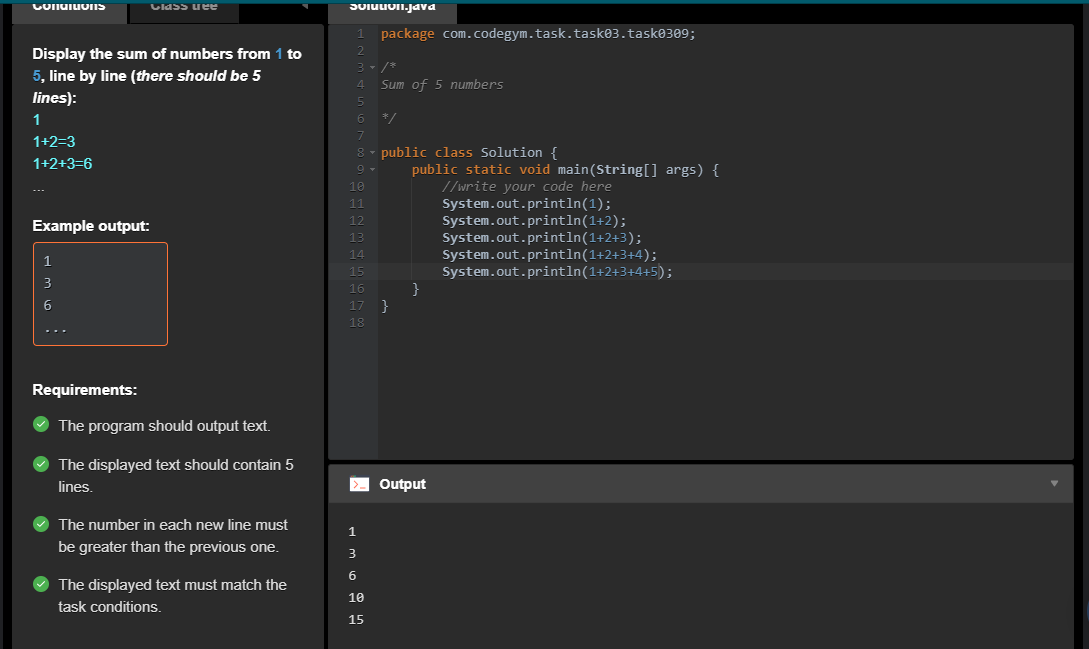 Conditions
Class tree
Display the sum of numbers from 1 to
5, line by line (there should be 5
lines):
1
1+2=3
1+2+3=6
...
Example output:
1
3
6
...
Requirements:
The program should output text.
The displayed text should contain 5
lines.
The number in each new line must
be greater than the previous one.
The displayed text must match the
task conditions.
Solution.java
1 package com.codegym.task.task03.task0309;
2
3 /*
4 Sum of 5 numbers
5
6 */
7
8 public class Solution {
9 public static void main(String[] args) {
10 //write your code here
11 System.out.println(1);
12 System.out.println(1+2);
13 System.out.println(1+2+3);
14 System.out.println(1+2+3+4);
15 System.out.println(1+2+3+4+5);
16 }
17 }
18
Output
1
3
6
10
15